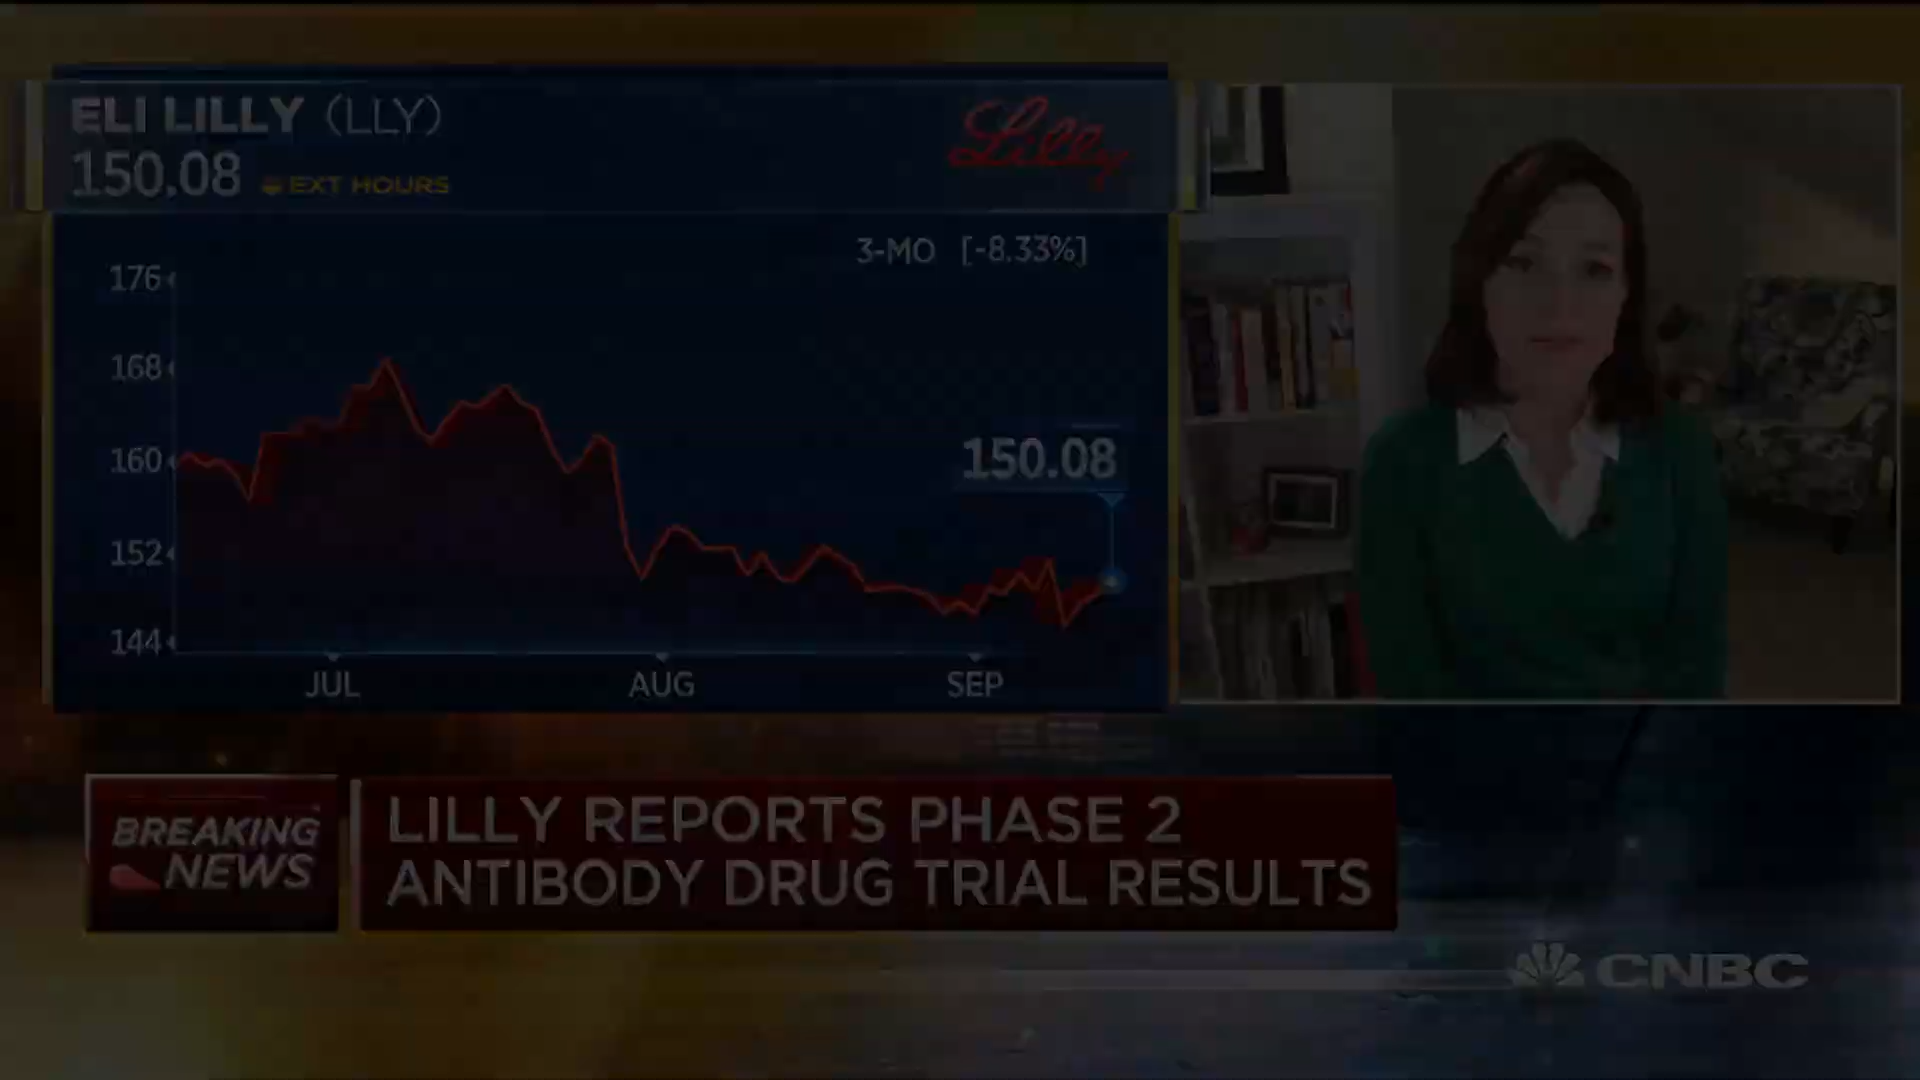 ELI LILLY (LLY)
150.08 EXT HOURS
Lilly
3-MO [-8.33%]
176
168
160
152
144
150.08
JUL AUG SEP
BREAKING NEWS
LILLY REPORTS PHASE 2
ANTIBODY DRUG TRIAL RESULTS
CNBC